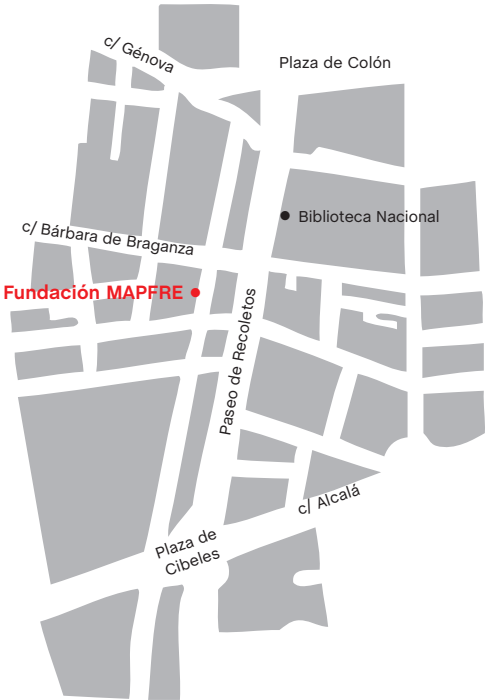 c/ Génova
Plaza de Colón
Biblioteca Nacional
c/ Bárbara de Braganza
Fundación MAPFRE
Paseo de Recoletos
c/ Alcalá
Plaza de
Cibeles